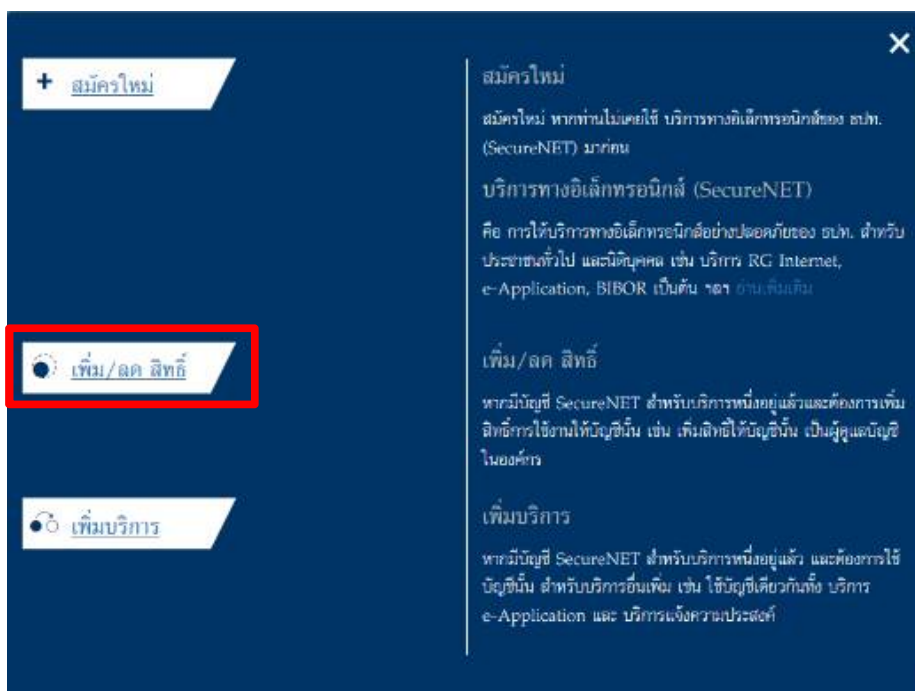 สมัครใหม่
สมัครใหม่
สมัครใหม่ หากท่านไม่เคยใช้ บริการทางอิเล็กทรอนิกส์ของ ธปท.
(SecureNET) มาก่อน
บริการทางอิเล็กทรอนิกส์ (SecureNET)
คือ การให้บริการทางอิเล็กทรอนิกส์อย่างปลอดภัยของ ธปท. สำหรับ
ประชาชนทั่วไป และนิติบุคคล เช่น บริการ RG Internet,
e-Application, BIBOR เป็นต้น ฯลฯ อ่านเพิ่มเติม
เพิ่ม/ลด สิทธิ์
เพิ่ม/ลด สิทธิ์
หากมีบัญชี SecureNET สำหรับบริการหนึ่งอยู่แล้วและต้องการเพิ่ม
สิทธิ์การใช้งานให้บัญชีนั้น เช่น เพิ่มสิทธิให้บัญชีนั้น เป็นผู้ดูแลบัญชี
ในองค์กร
เพิ่มบริการ
เพิ่มบริการ
หากมีบัญชี SecureNET สำหรับบริการหนึ่งอยู่แล้ว และต้องการใช้
บัญชีนั้น สำหรับบริการอื่นเพิ่ม เช่น ใช้บัญชีเดียวกันทั้ง บริการ
e-Application และ บริการแจ้งความประสงค์